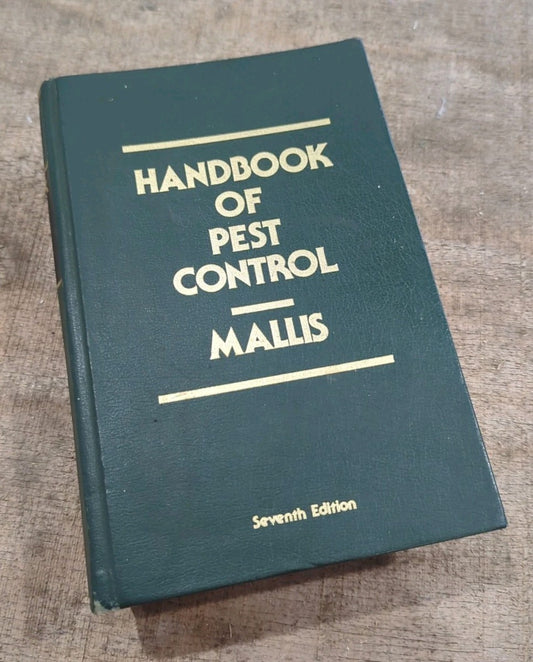 HANDBOOK
OF
PEST
CONTROL
MALLIS
Seventh Edition